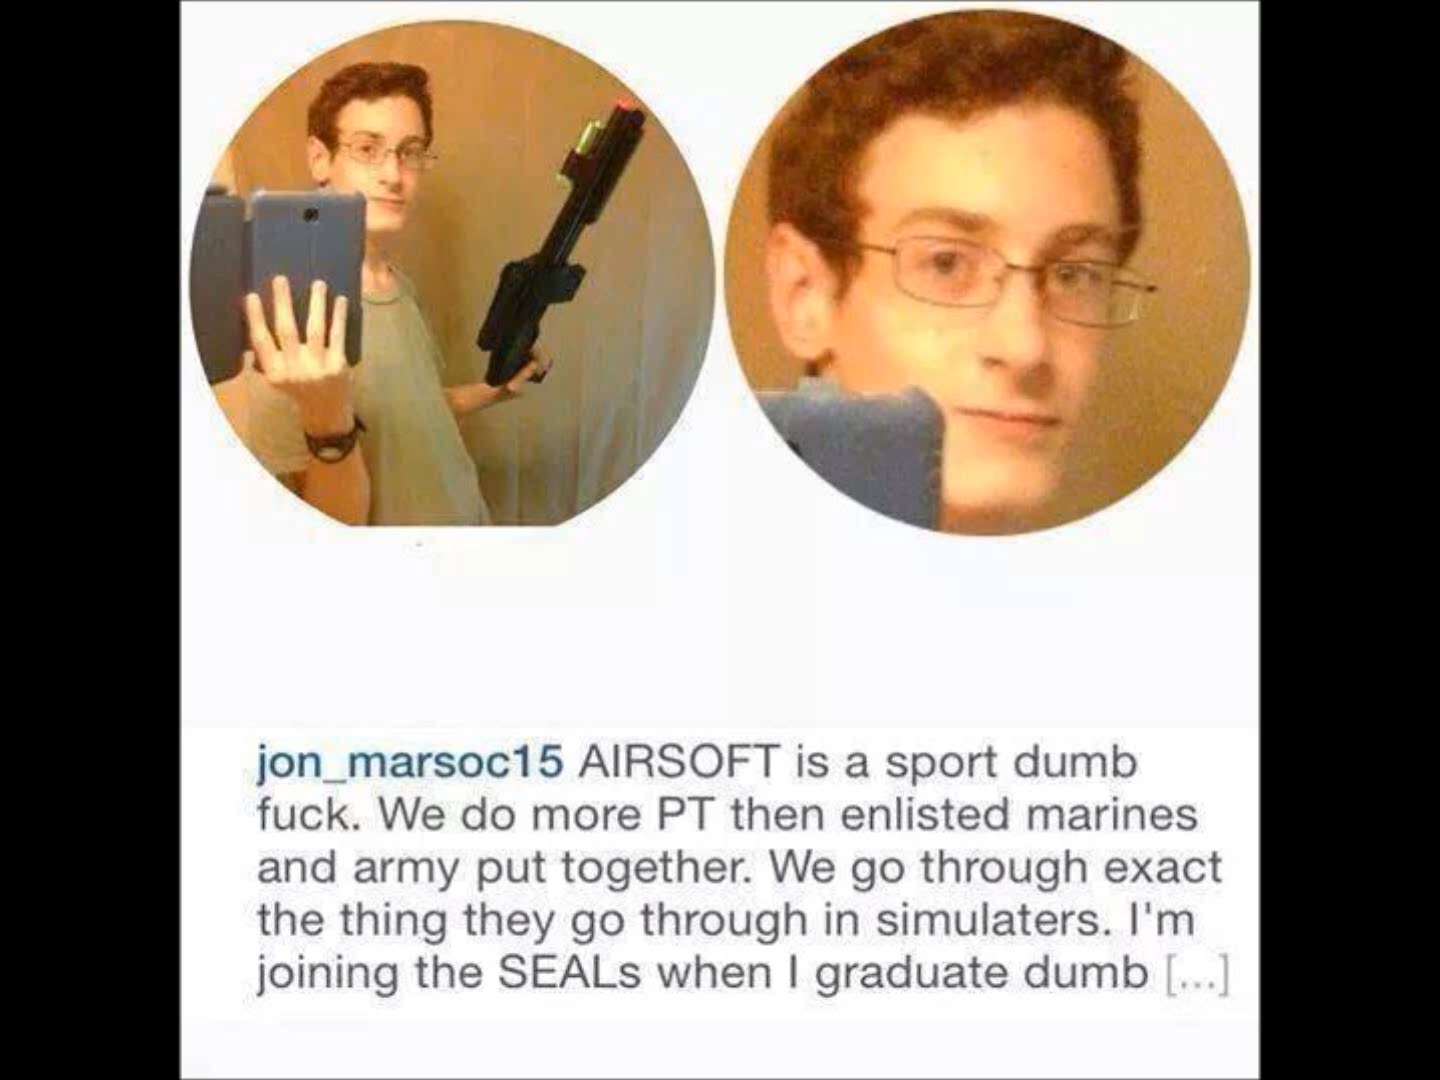 jon_marsoc15 AIRSOFT is a sport dumb
fuck. We do more PT then enlisted marines
and army put together. We go through exact
the thing they go through in simulaters. I'm
joining the SEALs when I graduate dumb [...]